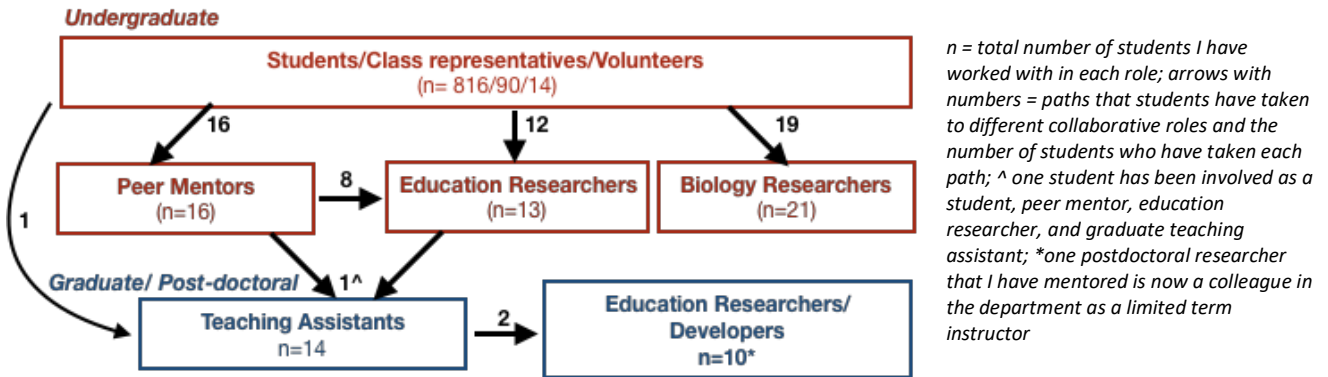 Undergraduate
Students/Class representatives/Volunteers
(n= 816/90/14)
16
12
19
Peer Mentors
(n=16)
8
Education Researchers
(n=13)
Biology Researchers
(n=21)
1
Graduate/ Post-doctoral
1^
Teaching Assistants
n=14
2
Education Researchers/
Developers
n=10*
n = total number of students I have
worked with in each role; arrows with
numbers = paths that students have taken
to different collaborative roles and the
number of students who have taken each
path; ^ one student has been involved as a
student, peer mentor, education
researcher, and graduate teaching
assistant; *one postdoctoral researcher
that I have mentored is now a colleague in
the department as a limited term
instructor